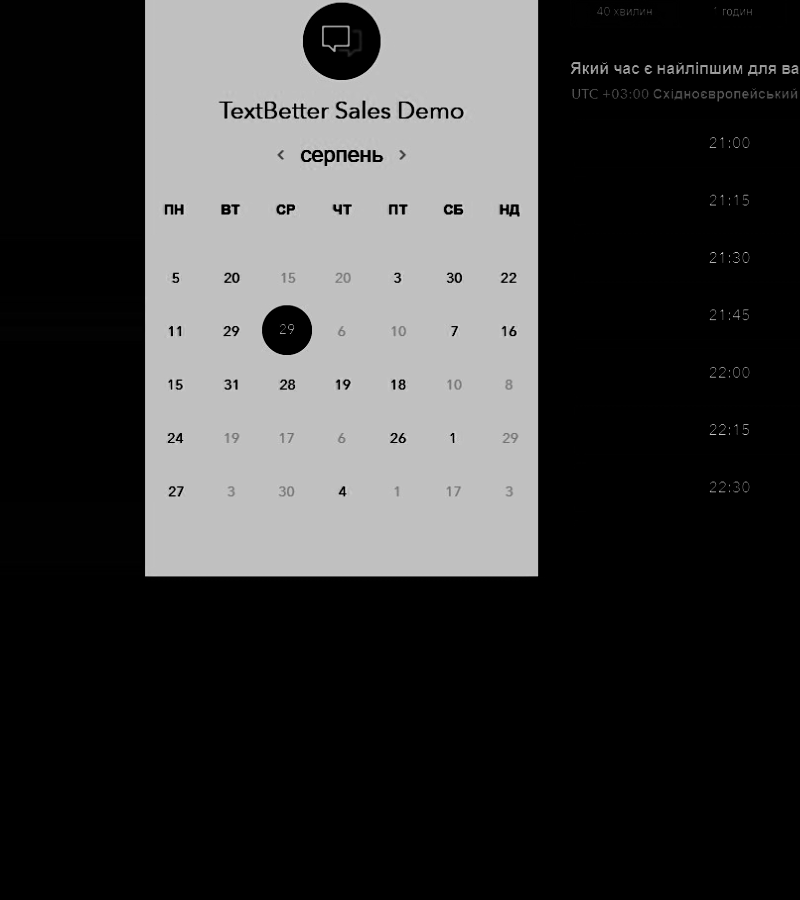 TextBetter Sales Demo
< серпень >
ПН ВТ СР ЧТ ПТ СБ НД
5 20 15 20 3 30 22
11 29 29 6 10 7 16
15 31 28 19 18 10 8
24 19 17 6 26 1 29
27 3 30 4 1 17 3
40 хвилин 1 годин
Який час є найліпшим для ва
UTC +03:00 Східноєвропейський
21:00
21:15
21:30
21:45
22:00
22:15
22:30